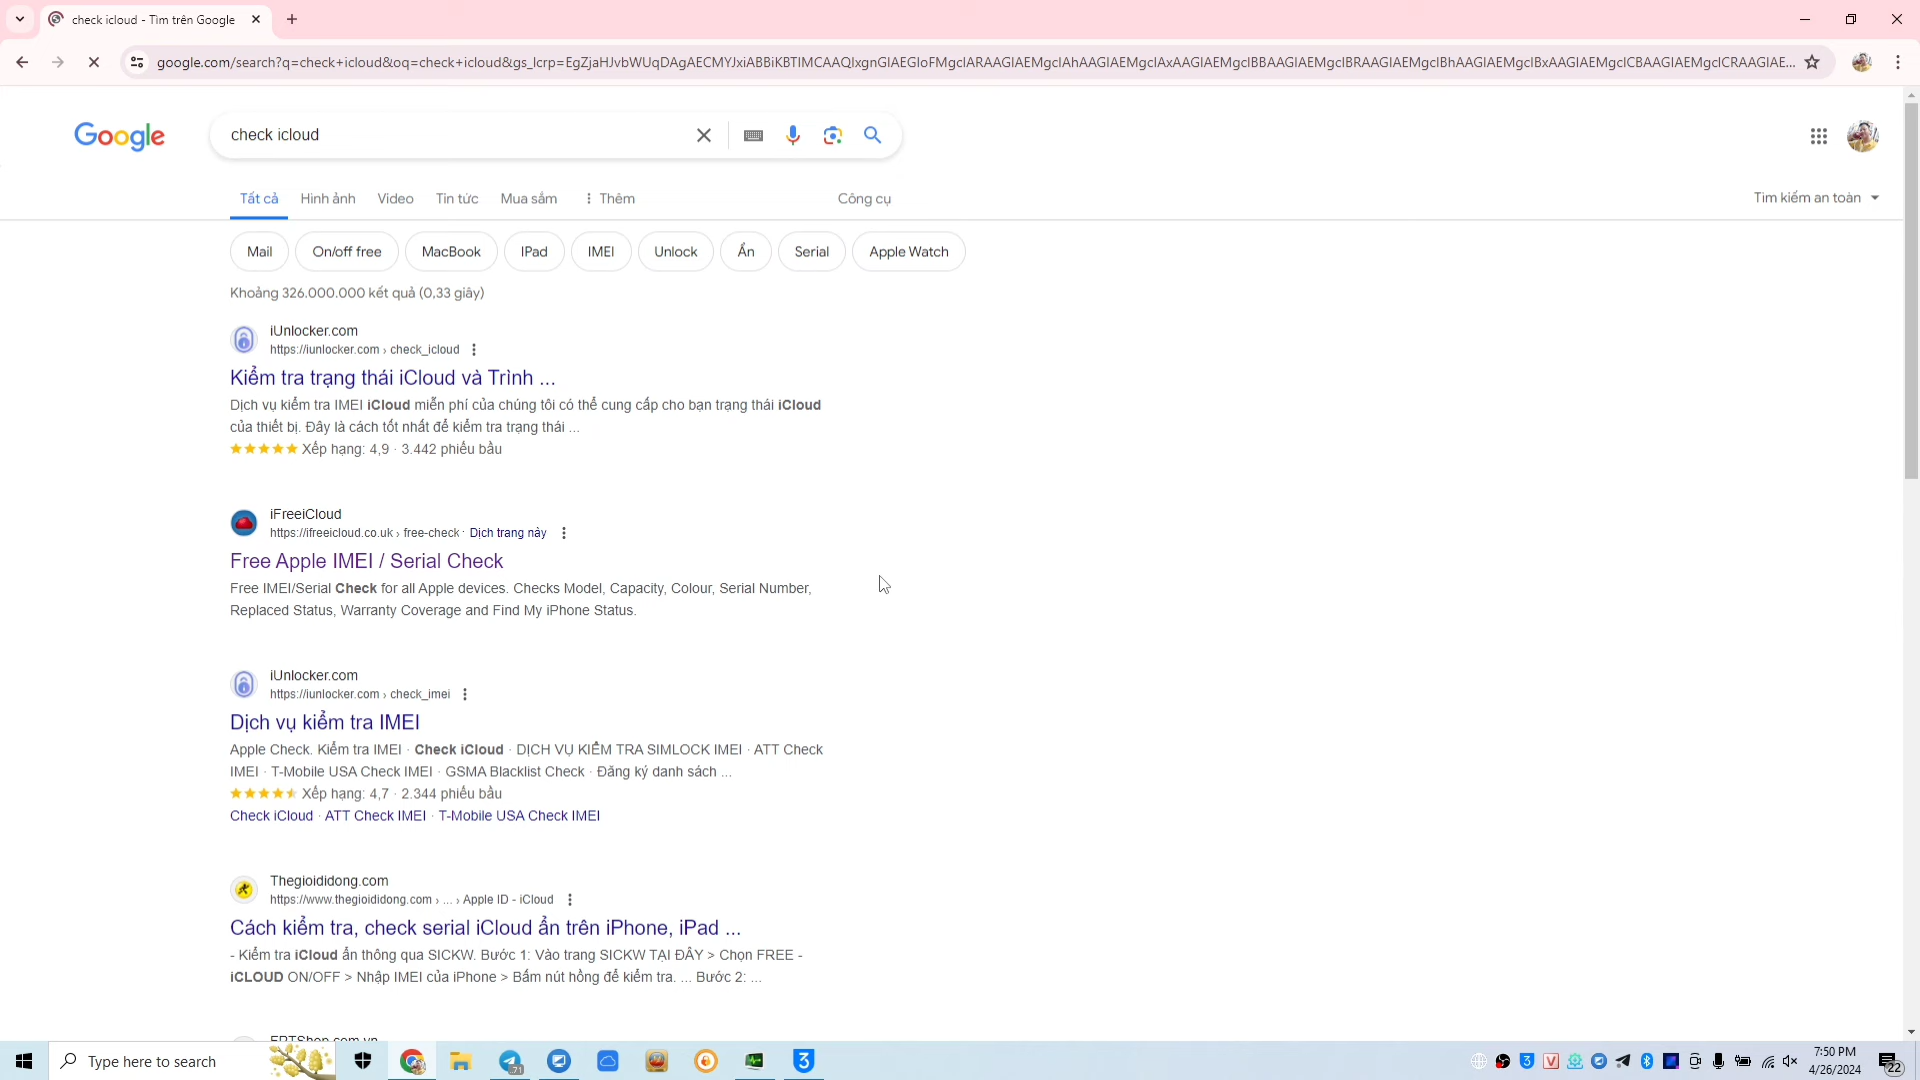 check icloud - Tìm trên Google
google.com/search?q=check+icloud&oq=check+icloud&gs_lcrp=EgZjaHJvbWUqDAgAECMYJxiABBiKBTIMCAAQIxgnGIAEGIoFMgcIARAAGIAEMgcIAhAAGIAEMgcIAxAAGIAEMgcIBBAAGIAEMgcIBRAAGIAEMgcIBhAAGIAEMgcIBxAAGIAEMgcICBAAGIAEMgcICRAAGIAE...
Google
check icloud
Tất cả Hình ảnh Video Tin tức Mua sắm Thêm Công cụ Tìm kiếm an toàn
Mail On/off free MacBook IPad IMEI Unlock Ẩn Serial Apple Watch
Khoảng 326.000.000 kết quả (0,33 giây)
iUnlocker.com
https://iunlocker.com › check_icloud
Kiểm tra trạng thái iCloud và Trình ...
Dịch vụ kiểm tra IMEI iCloud miễn phí của chúng tôi có thể cung cấp cho bạn trạng thái iCloud
của thiết bị. Đây là cách tốt nhất để kiểm tra trạng thái ...
Xếp hạng: 4,9 · 3.442 phiếu bầu
iFreeiCloud
https://ifreeicloud.co.uk › free-check · Dịch trang này
Free Apple IMEI / Serial Check
Free IMEI/Serial Check for all Apple devices. Checks Model, Capacity, Colour, Serial Number,
Replaced Status, Warranty Coverage and Find My iPhone Status.
iUnlocker.com
https://iunlocker.com › check_imei
Dịch vụ kiểm tra IMEI
Apple Check. Kiểm tra IMEI · Check iCloud · DỊCH VỤ KIỂM TRA SIMLOCK IMEI · ATT Check
IMEI · T-Mobile USA Check IMEI · GSMA Blacklist Check · Đăng ký danh sách ...
Xếp hạng: 4,7 · 2.344 phiếu bầu
Check iCloud · ATT Check IMEI · T-Mobile USA Check IMEI
Thegioididong.com
https://www.thegioididong.com › ... › Apple ID - iCloud
Cách kiểm tra, check serial iCloud ẩn trên iPhone, iPad ...
- Kiểm tra iCloud ẩn thông qua SICKW. Bước 1: Vào trang SICKW TẠI ĐÂY > Chọn FREE -
iCLOUD ON/OFF > Nhập IMEI của iPhone > Bấm nút hồng để kiểm tra. ... Bước 2: ...
FPTShop.com.vn
Type here to search
71
3
3
V
7:50 PM
4/26/2024
22